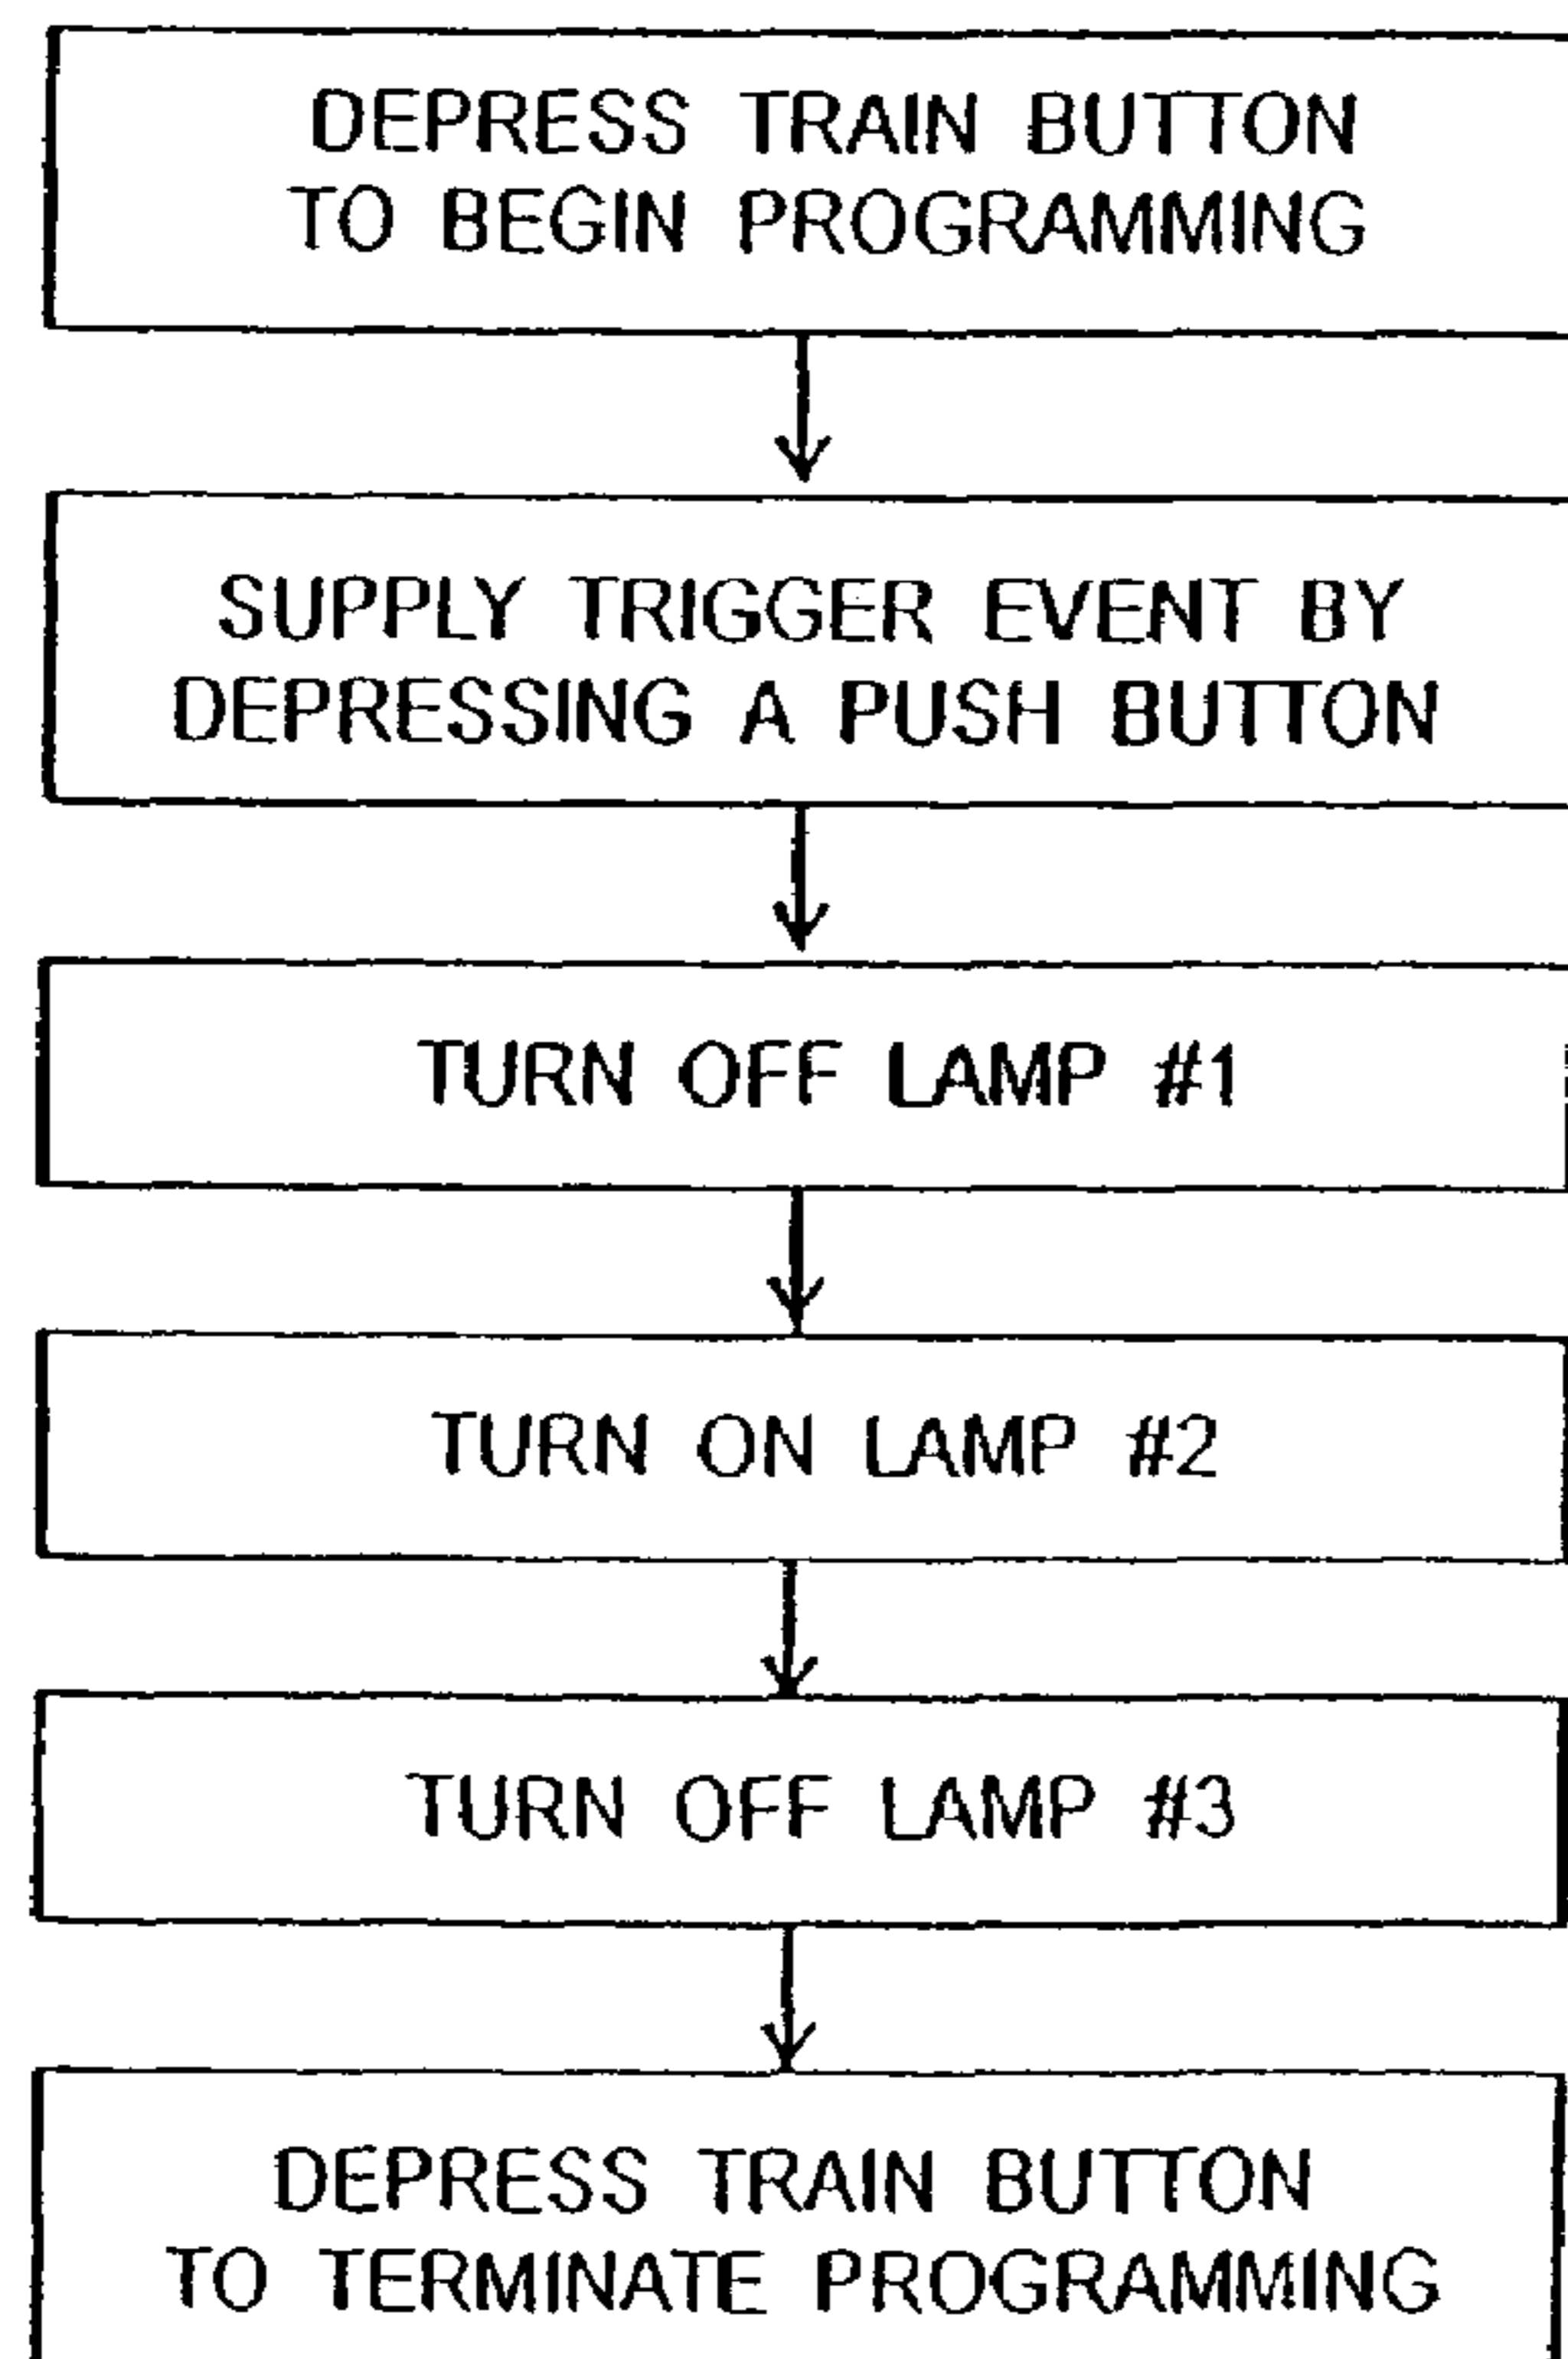 DEPRESS TRAIN BUTTON
TO BEGIN PROGRAMMING
SUPPLY TRIGGER EVENT BY
DEPRESSING A PUSH BUTTON
TURN OFF LAMP #1
TURN ON LAMP #2
TURN OFF LAMP #3
DEPRESS TRAIN BUTTON
TO TERMINATE PROGRAMMING